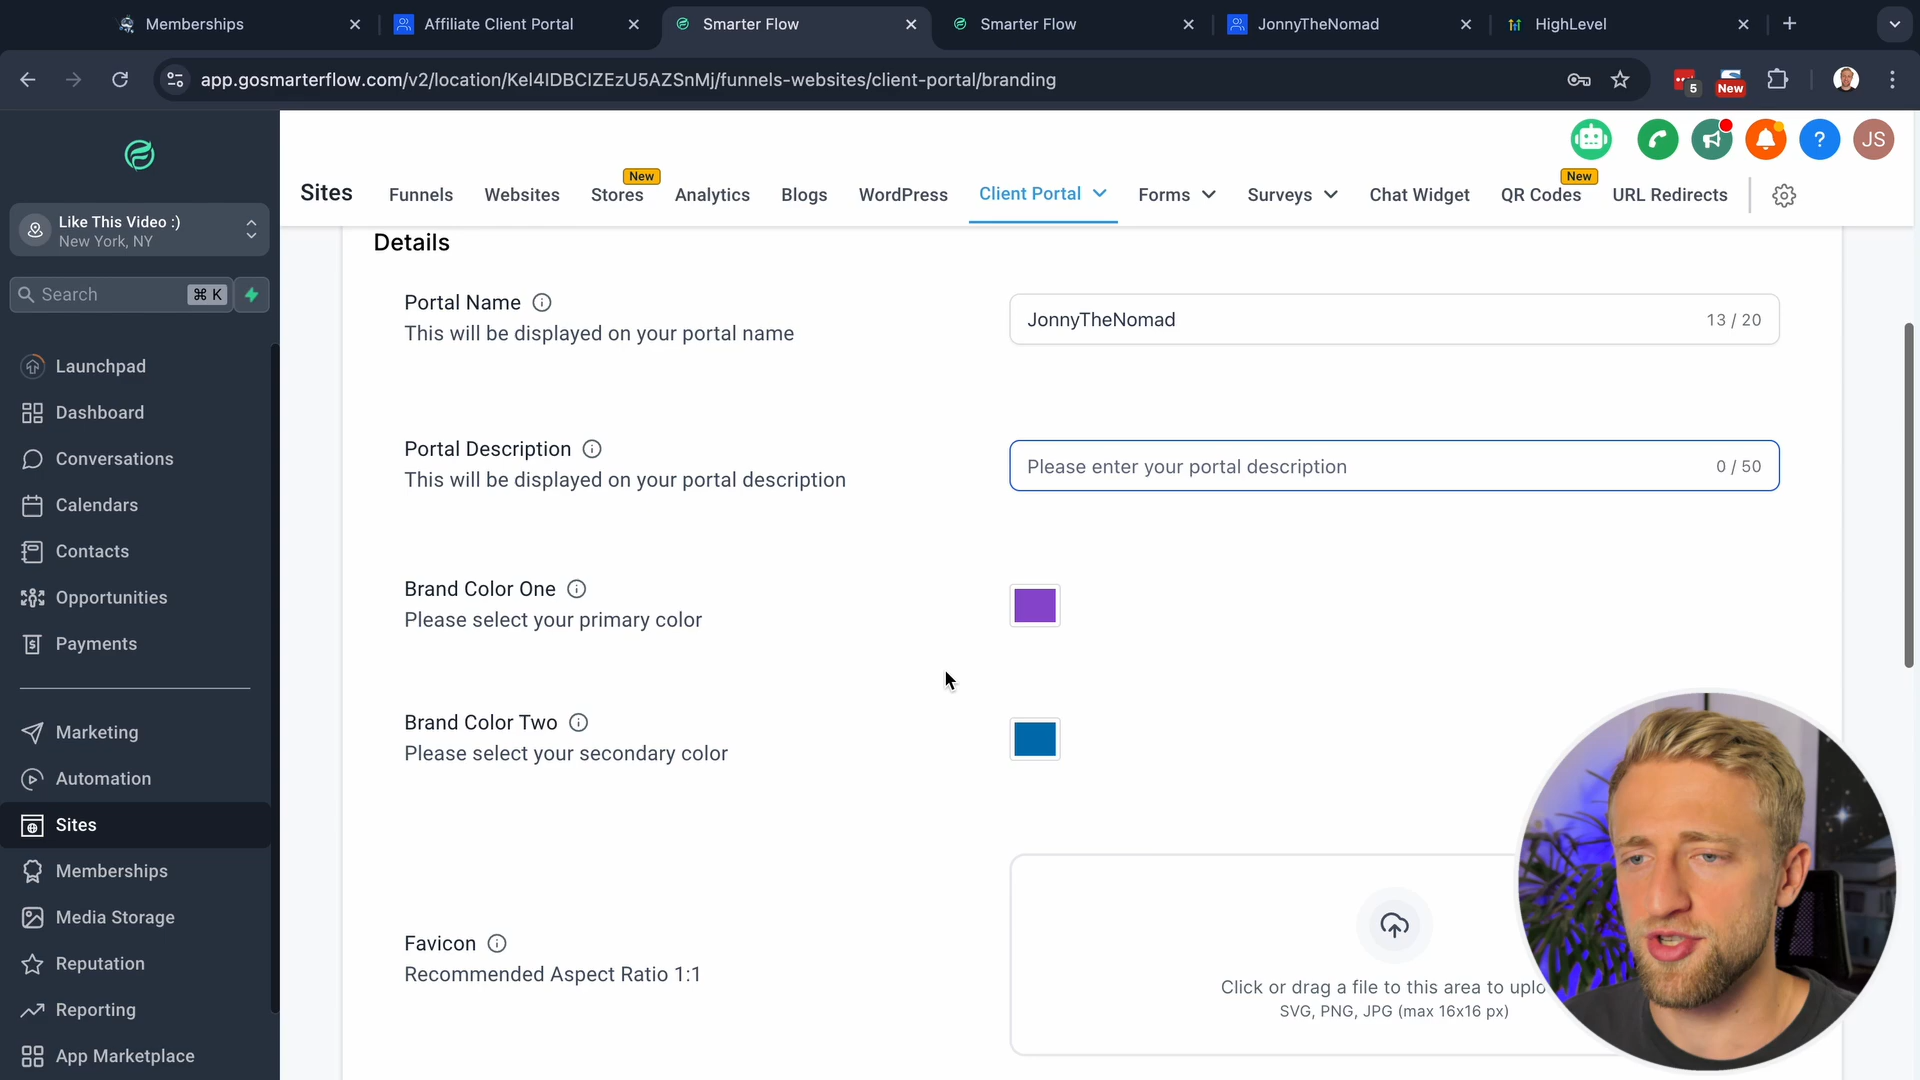 Memberships
Affiliate Client Portal
Smarter Flow
Smarter Flow
JonnyTheNomad
HighLevel
app.gosmarterflow.com/v2/location/Kel4IDBCIZEzU5AZSnMj/funnels-websites/client-portal/branding
5
New
JS
Sites
Funnels
Websites
Stores
New
Analytics
Blogs
WordPress
Client Portal
Forms
Surveys
Chat Widget
QR Codes
New
URL Redirects
Like This Video :)
New York, NY
Search
⌘ K
Launchpad
Dashboard
Conversations
Calendars
Contacts
Opportunities
Payments
Marketing
Automation
Sites
Memberships
Media Storage
Reputation
Reporting
App Marketplace
Details
Portal Name
This will be displayed on your portal name
JonnyTheNomad
13 / 20
Portal Description
This will be displayed on your portal description
Please enter your portal description
0 / 50
Brand Color One
Please select your primary color
Brand Color Two
Please select your secondary color
Favicon
Recommended Aspect Ratio 1:1
Click or drag a file to this area to uplo
SVG, PNG, JPG (max 16x16 px)